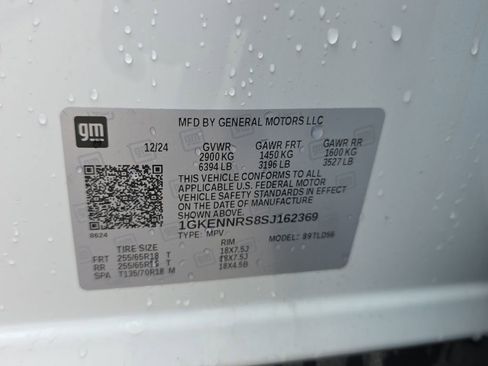 gm
MFD BY GENERAL MOTORS LLC
12/24 GVWR GAWR FRT GAWR RR
2900 KG 1450 KG 1600 KG
6394 LB 3196 LB 3527 LB
THIS VEHICLE CONFORMS TO ALL
APPLICABLE U.S. FEDERAL MOTOR
VEHICLE SAFETY STANDARDS IN EFFECT
ON THE DATE OF MANUFACTURE
SHOWN ABOVE.
8624 1GKENNRS8SJ162369
TYPE: MPV MODEL: 89TLD56
TIRE SIZE RIM
FRT 255/65R18 T 18X7.5J
RR 255/65R18 T 18X7.5J
SPA T135/70R18 M 18X4.5B